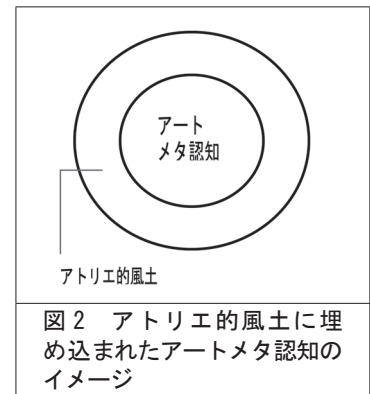 アート
メタ認知
アトリエ的風土
図2　アトリエ的風土に埋
め込まれたアートメタ認知の
イメージ